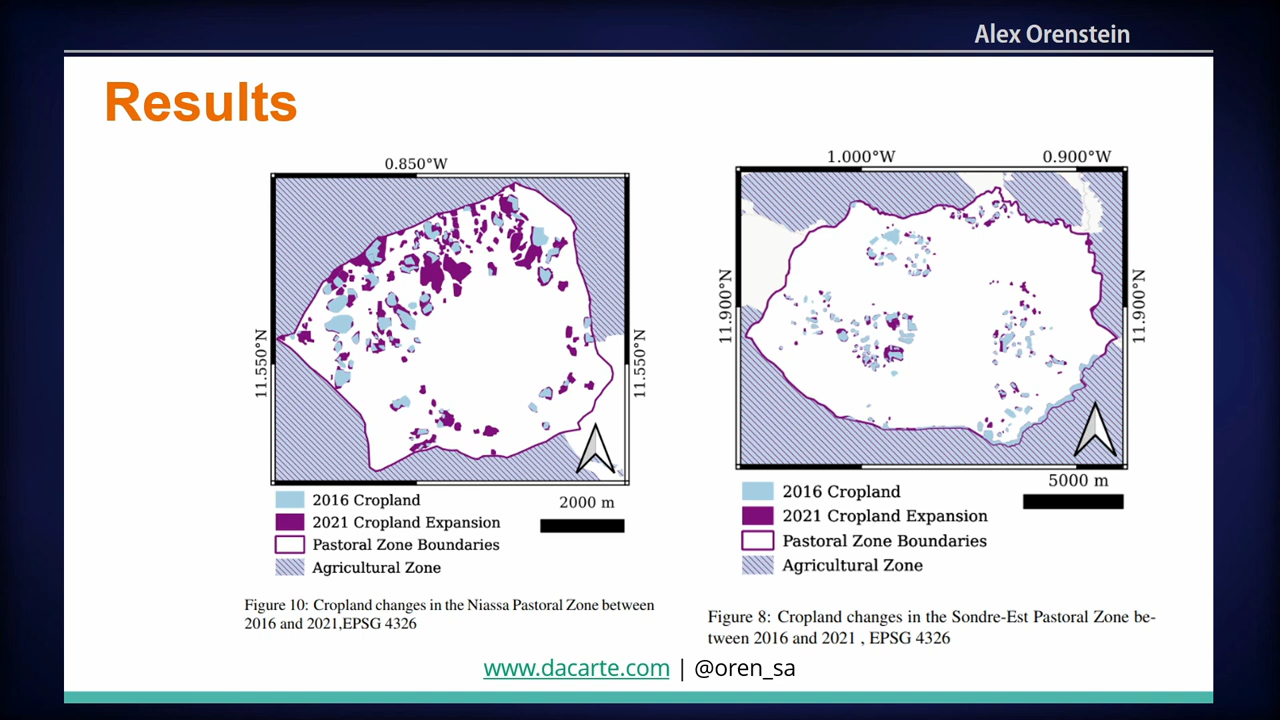 Alex Orenstein
Results
0.850°W
11.550°N
11.550°N
2016 Cropland
2021 Cropland Expansion
Pastoral Zone Boundaries
Agricultural Zone
2000 m
Figure 10: Cropland changes in the Niassa Pastoral Zone between
2016 and 2021,EPSG 4326
1.000°W 0.900°W
11.900°N
11.900°N
2016 Cropland
2021 Cropland Expansion
Pastoral Zone Boundaries
Agricultural Zone
5000 m
Figure 8: Cropland changes in the Sondre-Est Pastoral Zone be-
tween 2016 and 2021 , EPSG 4326
www.dacarte.com | @oren_sa